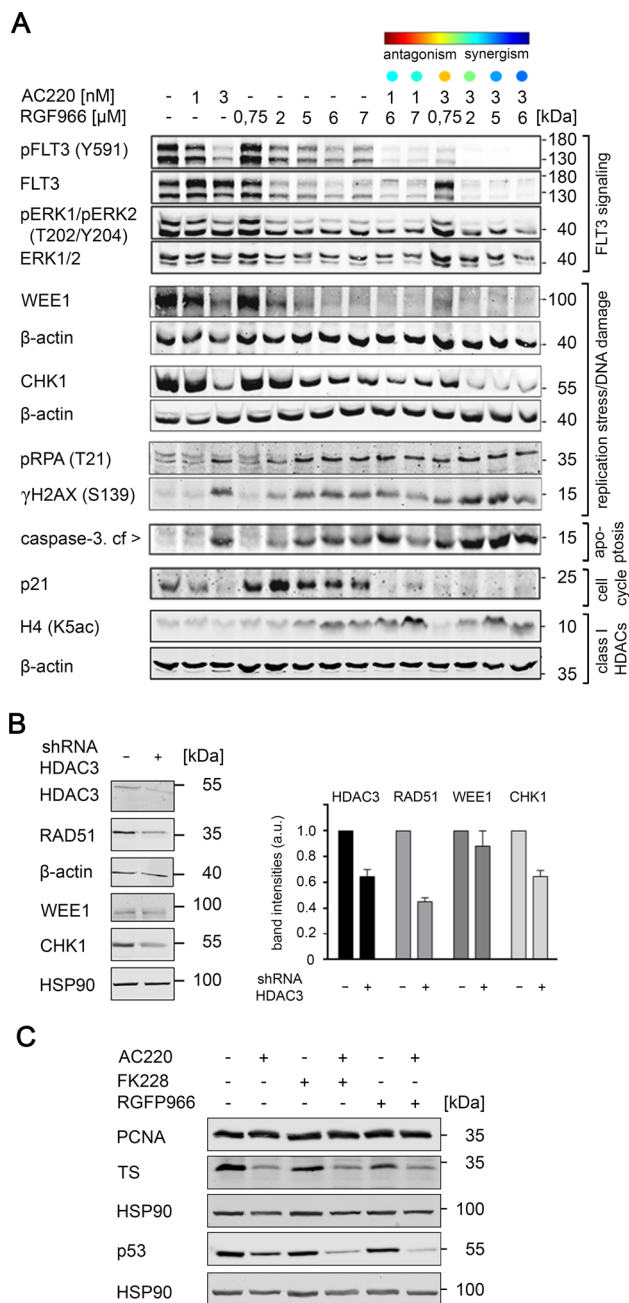 A
antagonism synergism
AC220 [nM] - 1 3 - - - - - 1 1 3 3 3 3
RGF966 [µM] - - - 0,75 2 5 6 7 6 7 0,75 2 5 6 [kDa]
pFLT3 (Y591) 180
130
FLT3 180
130
pERK1/pERK2
(T202/Y204) 40
ERK1/2 40
FLT3 signaling
WEE1 100
β-actin 40
CHK1 55
β-actin 40
pRPA (T21) 35
γH2AX (S139) 15
replication stress/DNA damage
caspase-3. cf > 15
apo-
ptosis
p21 25
cell
cycle
H4 (K5ac) 10
β-actin 35
class I
HDACs
B
shRNA
HDAC3 - + [kDa]
HDAC3 55
RAD51 35
β-actin 40
WEE1 100
CHK1 55
HSP90 100
HDAC3 RAD51 WEE1 CHK1
band intensities (a.u.)
1.0
0.8
0.6
0.4
0.2
0
shRNA
HDAC3 - + - + - + - +
C
AC220 - + - + - +
FK228 - - + + - -
RGFP966 - - - - + + [kDa]
PCNA 35
TS 35
HSP90 100
p53 55
HSP90 100